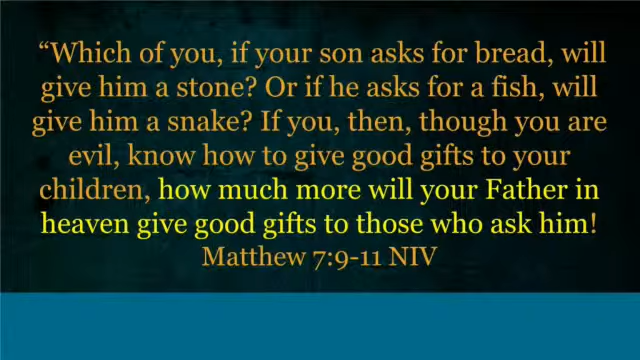 “Which of you, if your son asks for bread, will
give him a stone? Or if he asks for a fish, will
give him a snake? If you, then, though you are
evil, know how to give good gifts to your
children, how much more will your Father in
heaven give good gifts to those who ask him!
Matthew 7:9-11 NIV